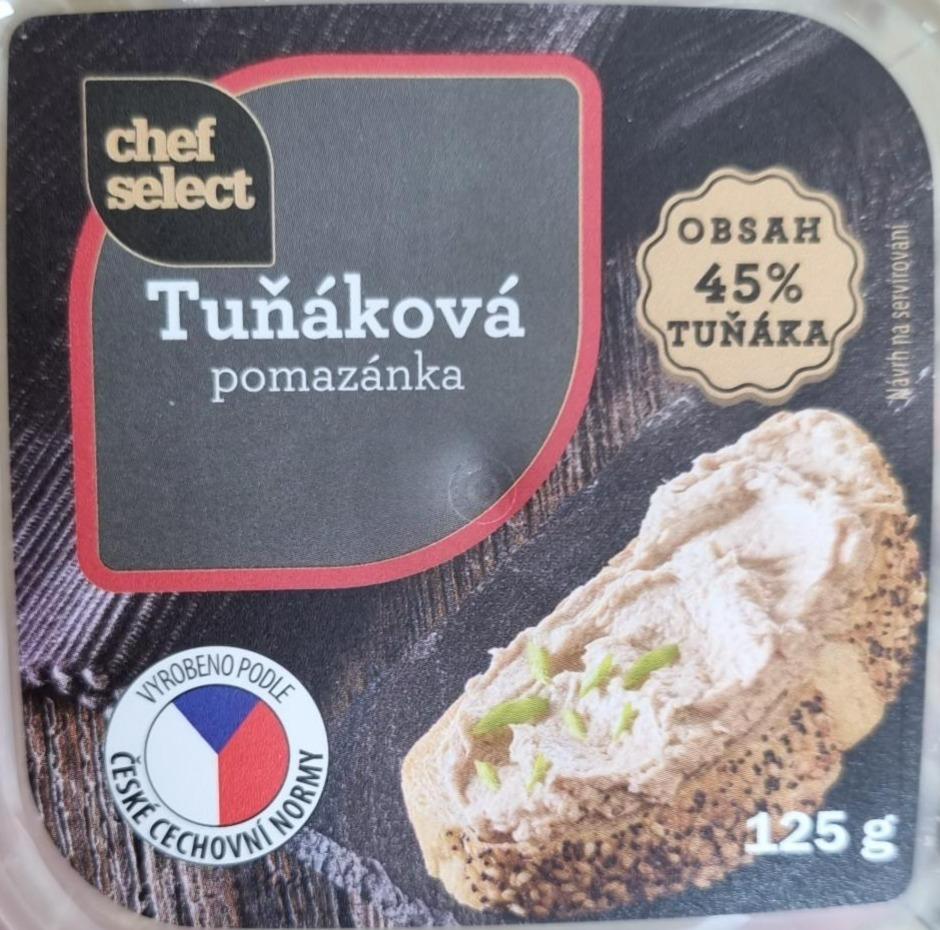 chef
select
Tuňáková
pomazánka
OBSAH
45%
TUŇÁKA
Návrh na servírování
VYROBENO PODLE
ČESKÉ CECHOVNÍ NORMY
125 g